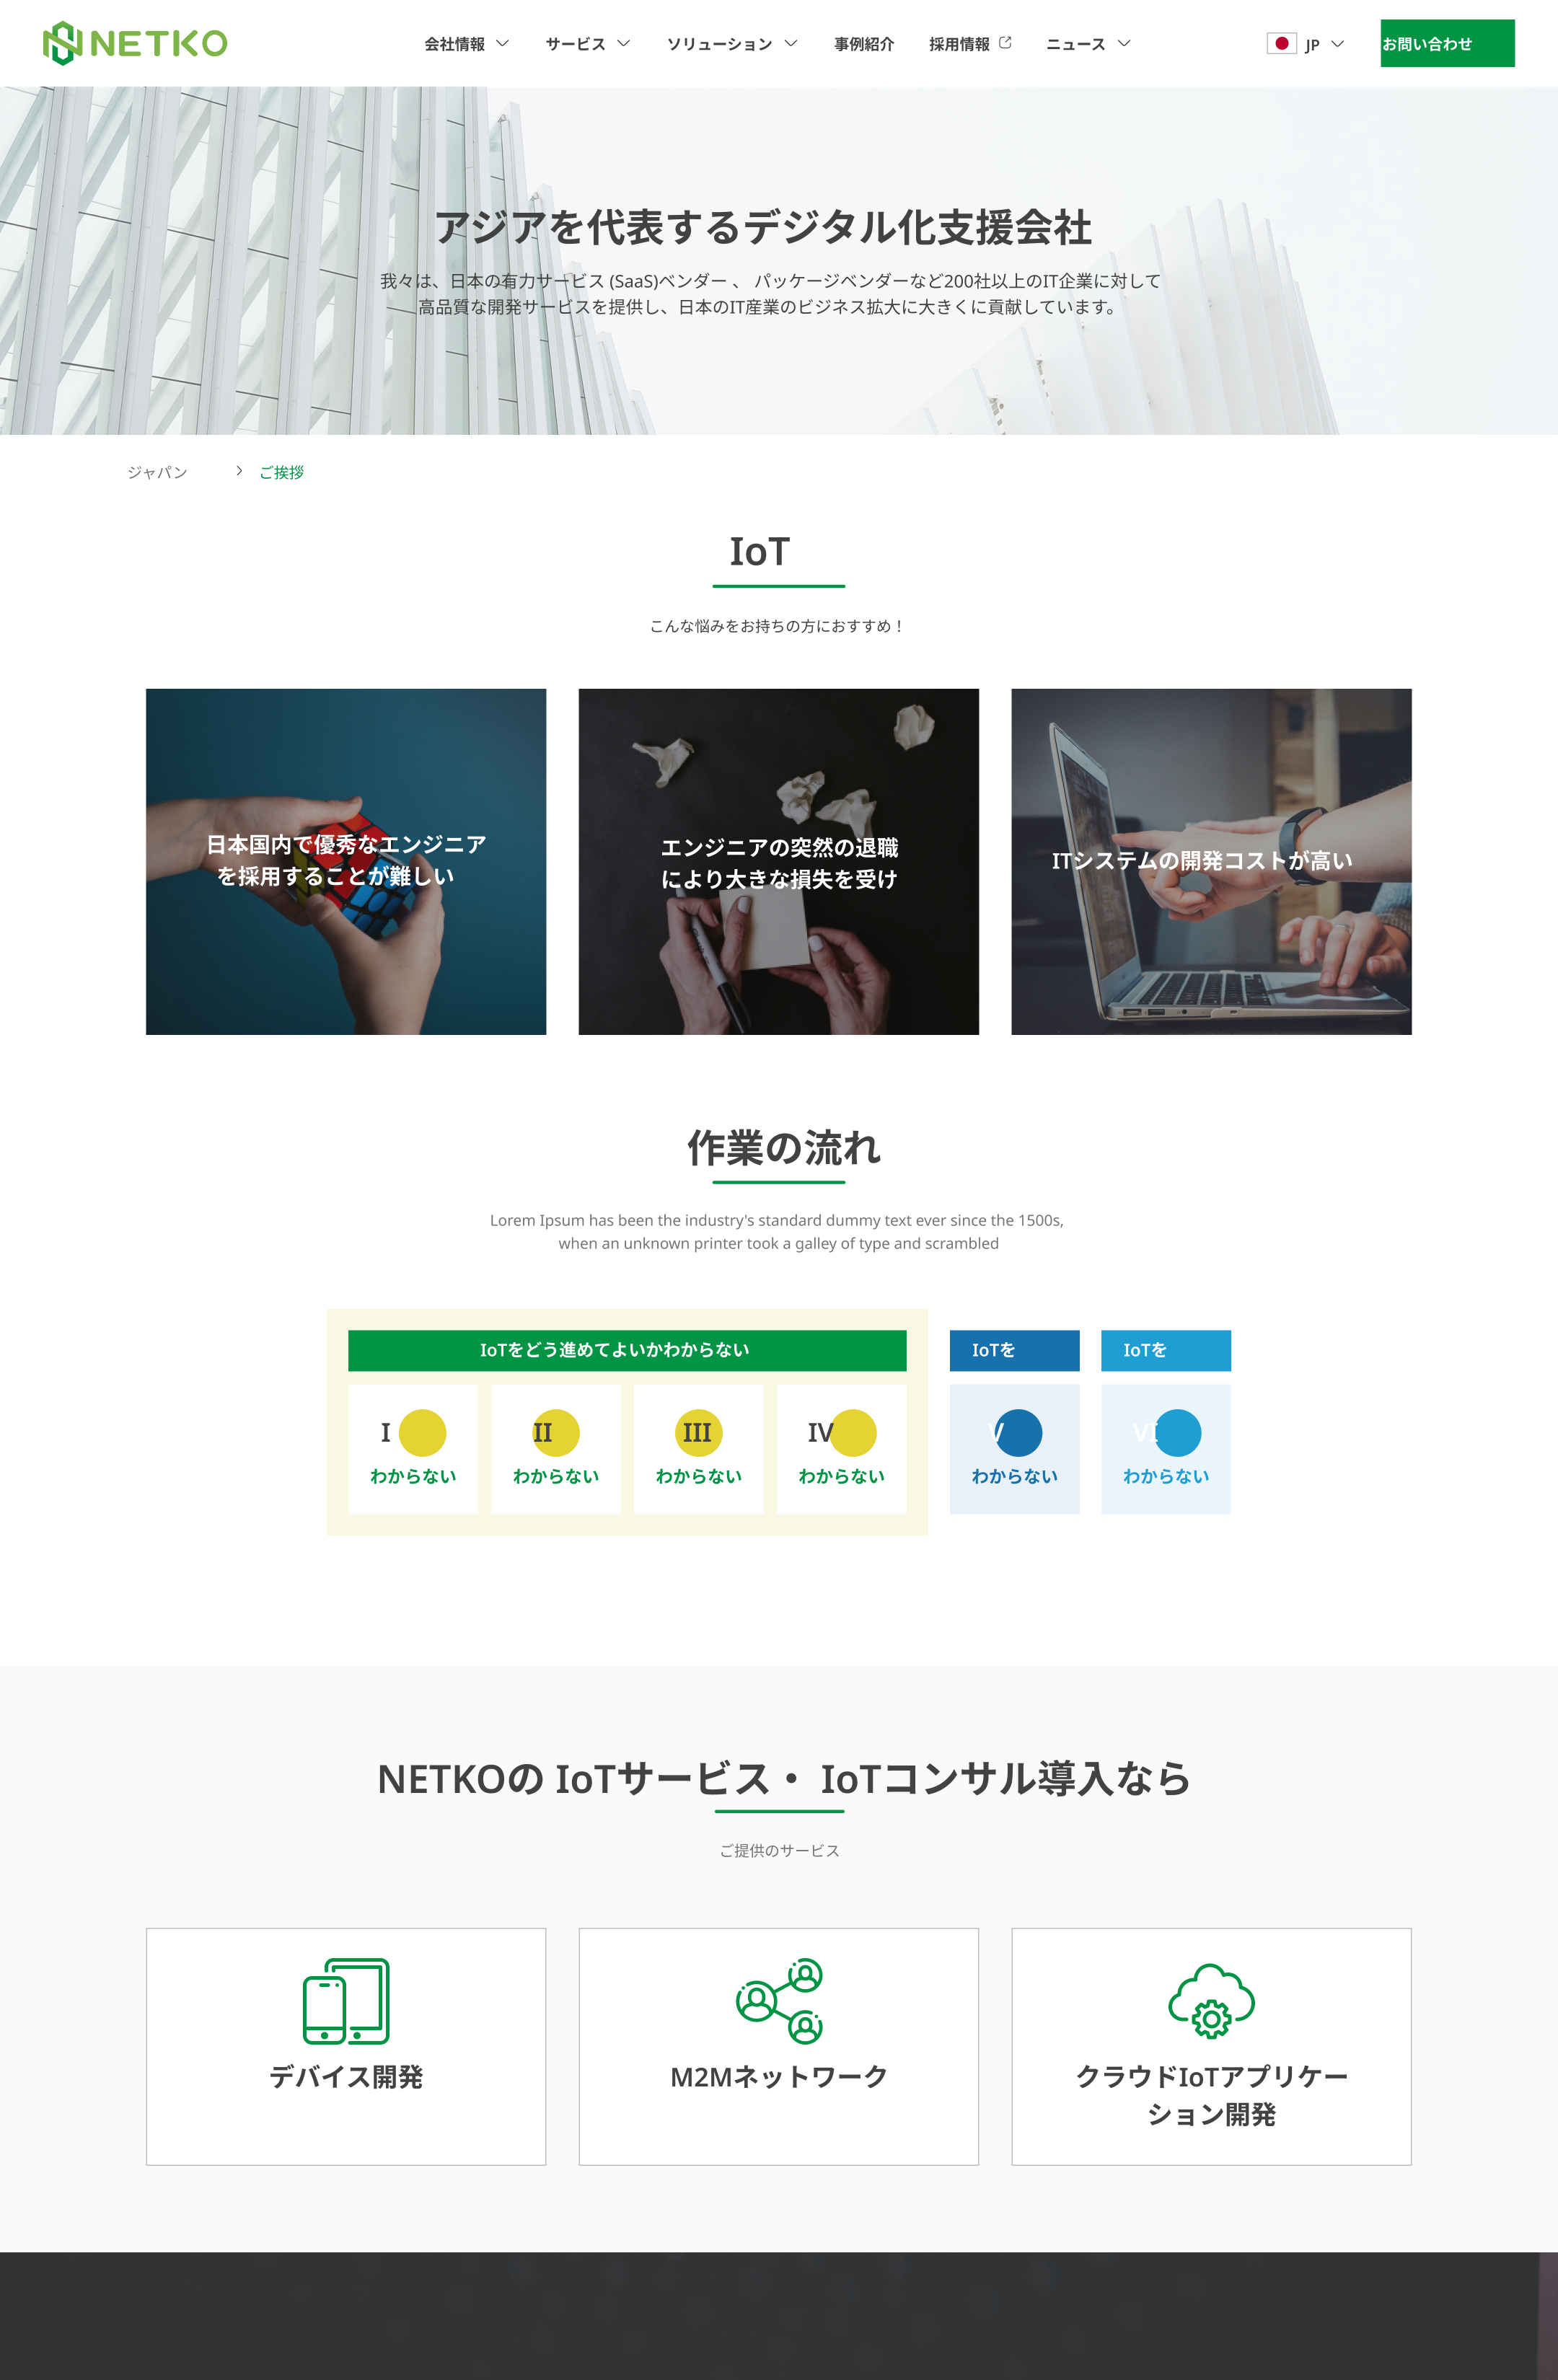 NETKO
会社情報
サービス
ソリューション
事例紹介
採用情報
ニュース
JP
お問い合わせ
アジアを代表するデジタル化支援会社
我々は、日本の有力サービス (SaaS)ベンダー 、 パッケージベンダーなど200社以上のIT企業に対して
高品質な開発サービスを提供し、日本のIT産業のビジネス拡大に大きくに貢献しています。
ジャパン
ご挨拶
IoT
こんな悩みをお持ちの方におすすめ！
日本国内で優秀なエンジニア
を採用することが難しい
エンジニアの突然の退職
により大きな損失を受け
ITシステムの開発コストが高い
作業の流れ
Lorem Ipsum has been the industry's standard dummy text ever since the 1500s,
when an unknown printer took a galley of type and scrambled
IoTをどう進めてよいかわからない
IoTを
IoTを
I
II
III
IV
V
VI
わからない
わからない
わからない
わからない
わからない
わからない
NETKOの IoTサービス・ IoTコンサル導入なら
ご提供のサービス
デバイス開発
M2Mネットワーク
クラウドIoTアプリケー
ション開発